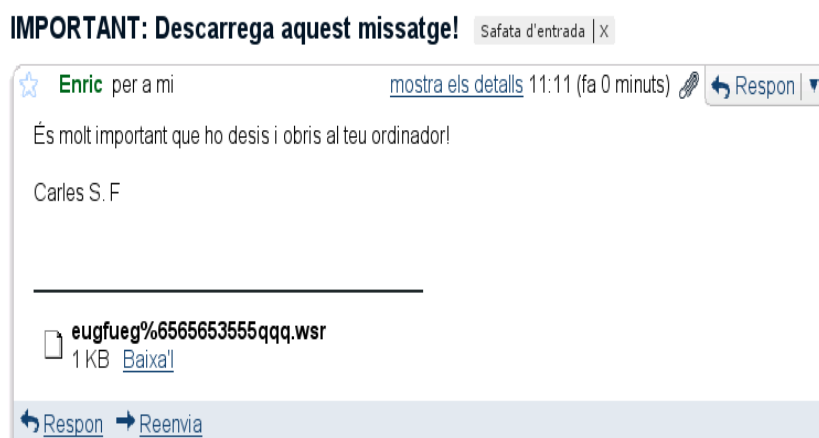 IMPORTANT: Descarrega aquest missatge! Safata d'entrada | X
Enric per a mi mostra els detalls 11:11 (fa 0 minuts) Respon
És molt important que ho desis i obris al teu ordinador!
Carles S. F
eugfueg%6565653555qqq.wsr
1 KB Baixa'l
Respon Reenvia